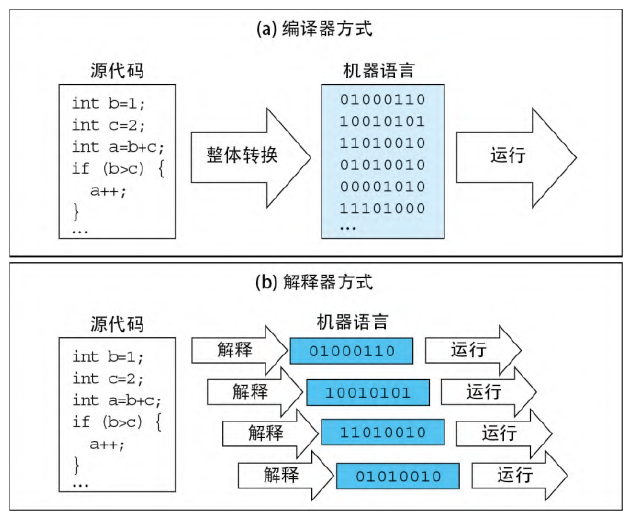 (a) 编译器方式
源代码
int b=1;
int c=2;
int a=b+c;
if (b>c) {
a++;
}
...
整体转换
机器语言
01000110
10010101
11010010
01010010
00001010
11101000
...
运行
(b) 解释器方式
源代码
int b=1;
int c=2;
int a=b+c;
if (b>c) {
a++;
}
...
机器语言
解释
01000110
运行
解释
10010101
运行
解释
11010010
运行
解释
01010010
运行